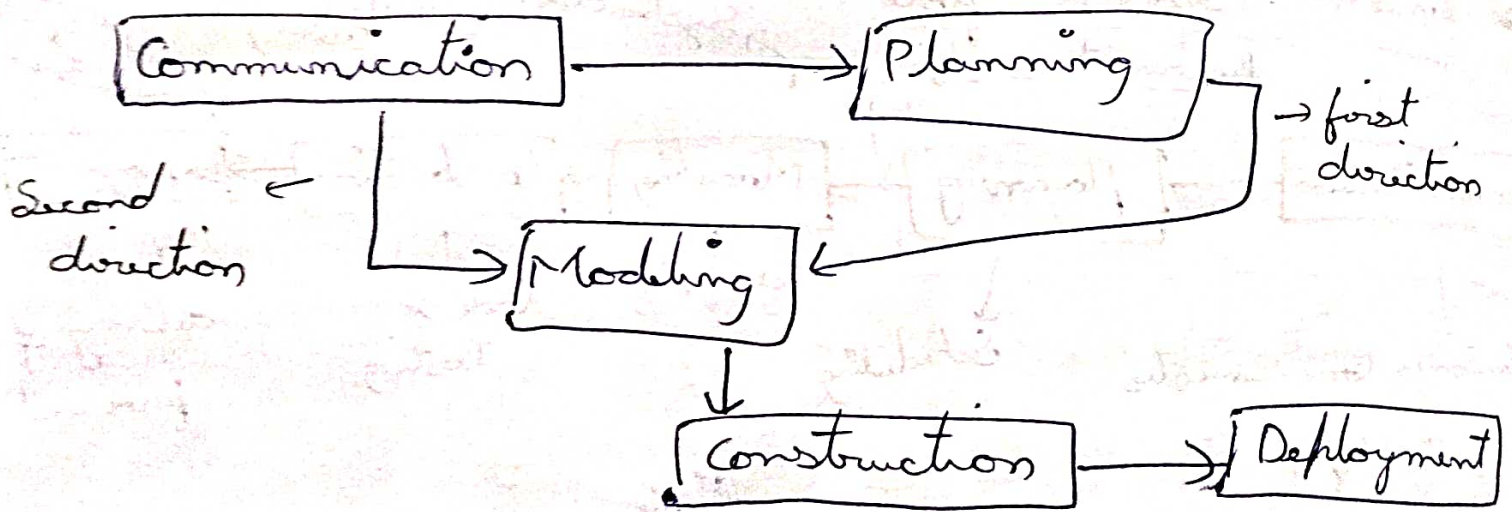 Communication
Planning
first
direction
Second
direction
Modeling
Construction
Deployment